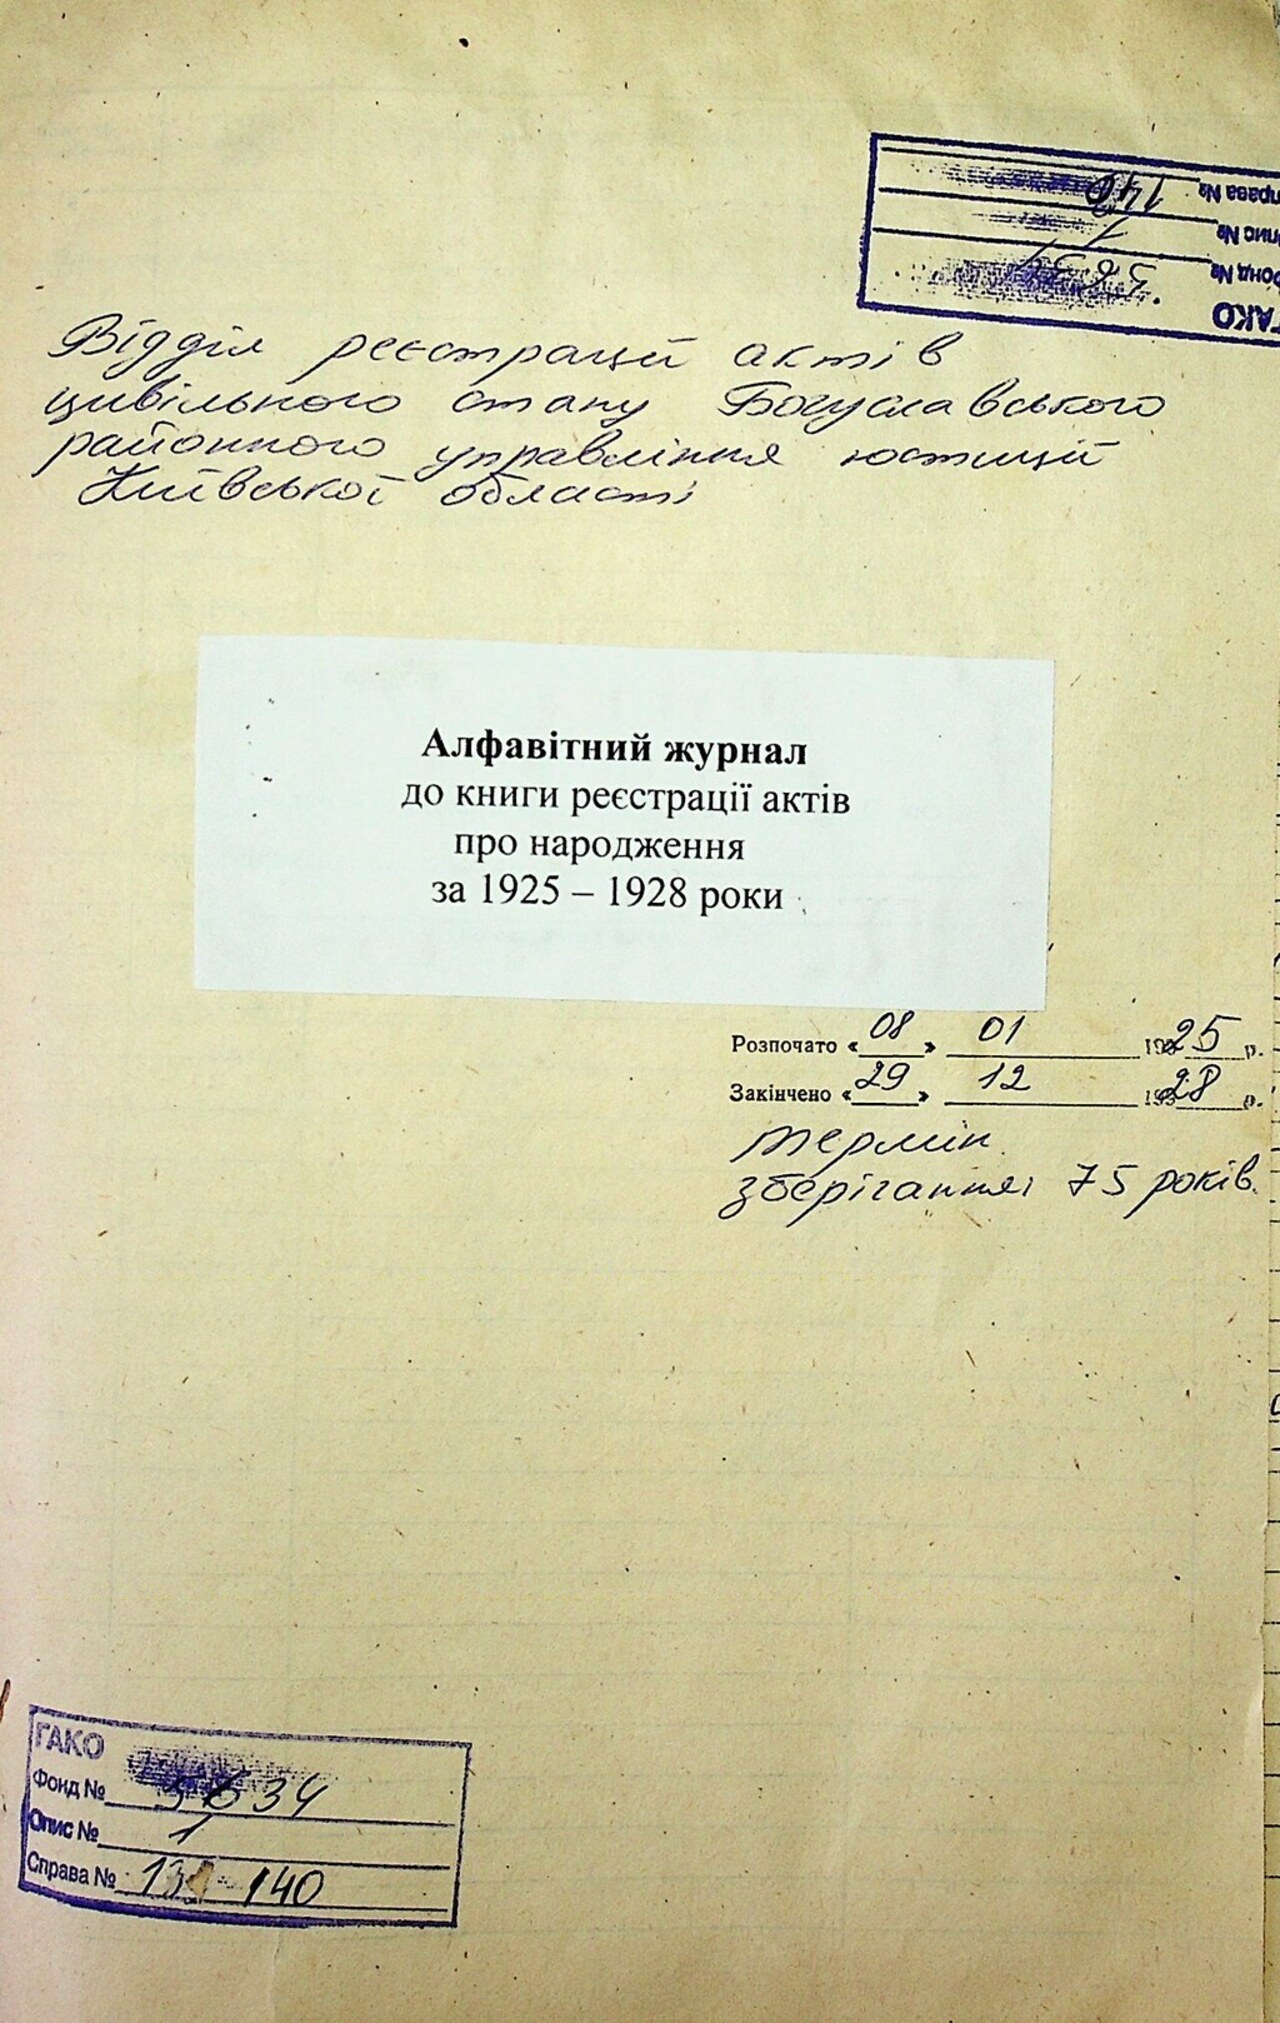 права № 140
Опис № 1
Фонд № 5634
ГАКО
Відділ реєстрації актів
цивільного стану Богуславського
районного управління юстиції
Київської області
Алфавітний журнал
до книги реєстрації актів
про народження
за 1925 – 1928 роки
Розпочато «08» 01 1925 р.
Закінчено «29» 12 1928 р.
термін
зберігання: 75 років.
ГАКО
Фонд № 5634
Опис № 1
Справа № 140